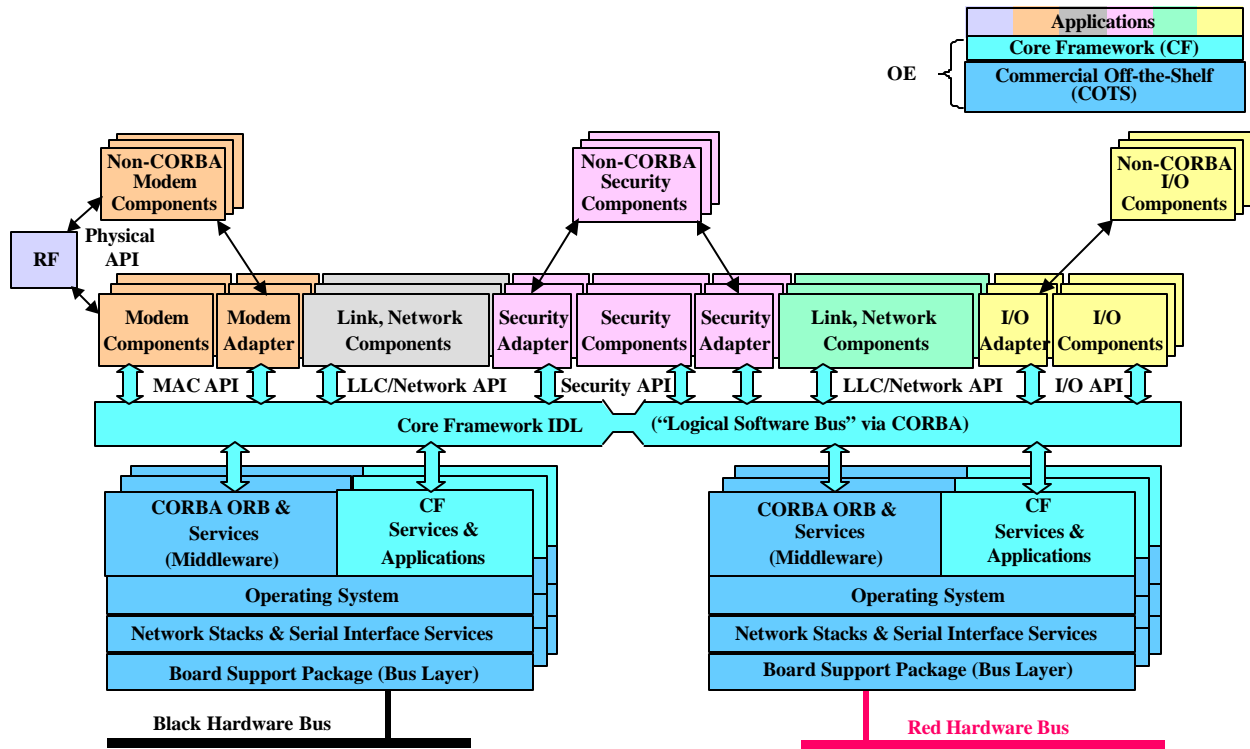 Applications
Core Framework (CF)
OE
Commercial Off-the-Shelf
(COTS)
Non-CORBA
Modem
Components
Non-CORBA
Security
Components
Non-CORBA
I/O
Components
RF
Physical
API
Modem
Components
Modem
Adapter
Link, Network
Components
Security
Adapter
Security
Components
Security
Adapter
Link, Network
Components
I/O
Adapter
I/O
Components
MAC API
LLC/Network API
Security API
LLC/Network API
I/O API
Core Framework IDL
(“Logical Software Bus” via CORBA)
CORBA ORB &
Services
(Middleware)
CF
Services &
Applications
Operating System
Network Stacks & Serial Interface Services
Board Support Package (Bus Layer)
Black Hardware Bus
CORBA ORB &
Services
(Middleware)
CF
Services &
Applications
Operating System
Network Stacks & Serial Interface Services
Board Support Package (Bus Layer)
Red Hardware Bus